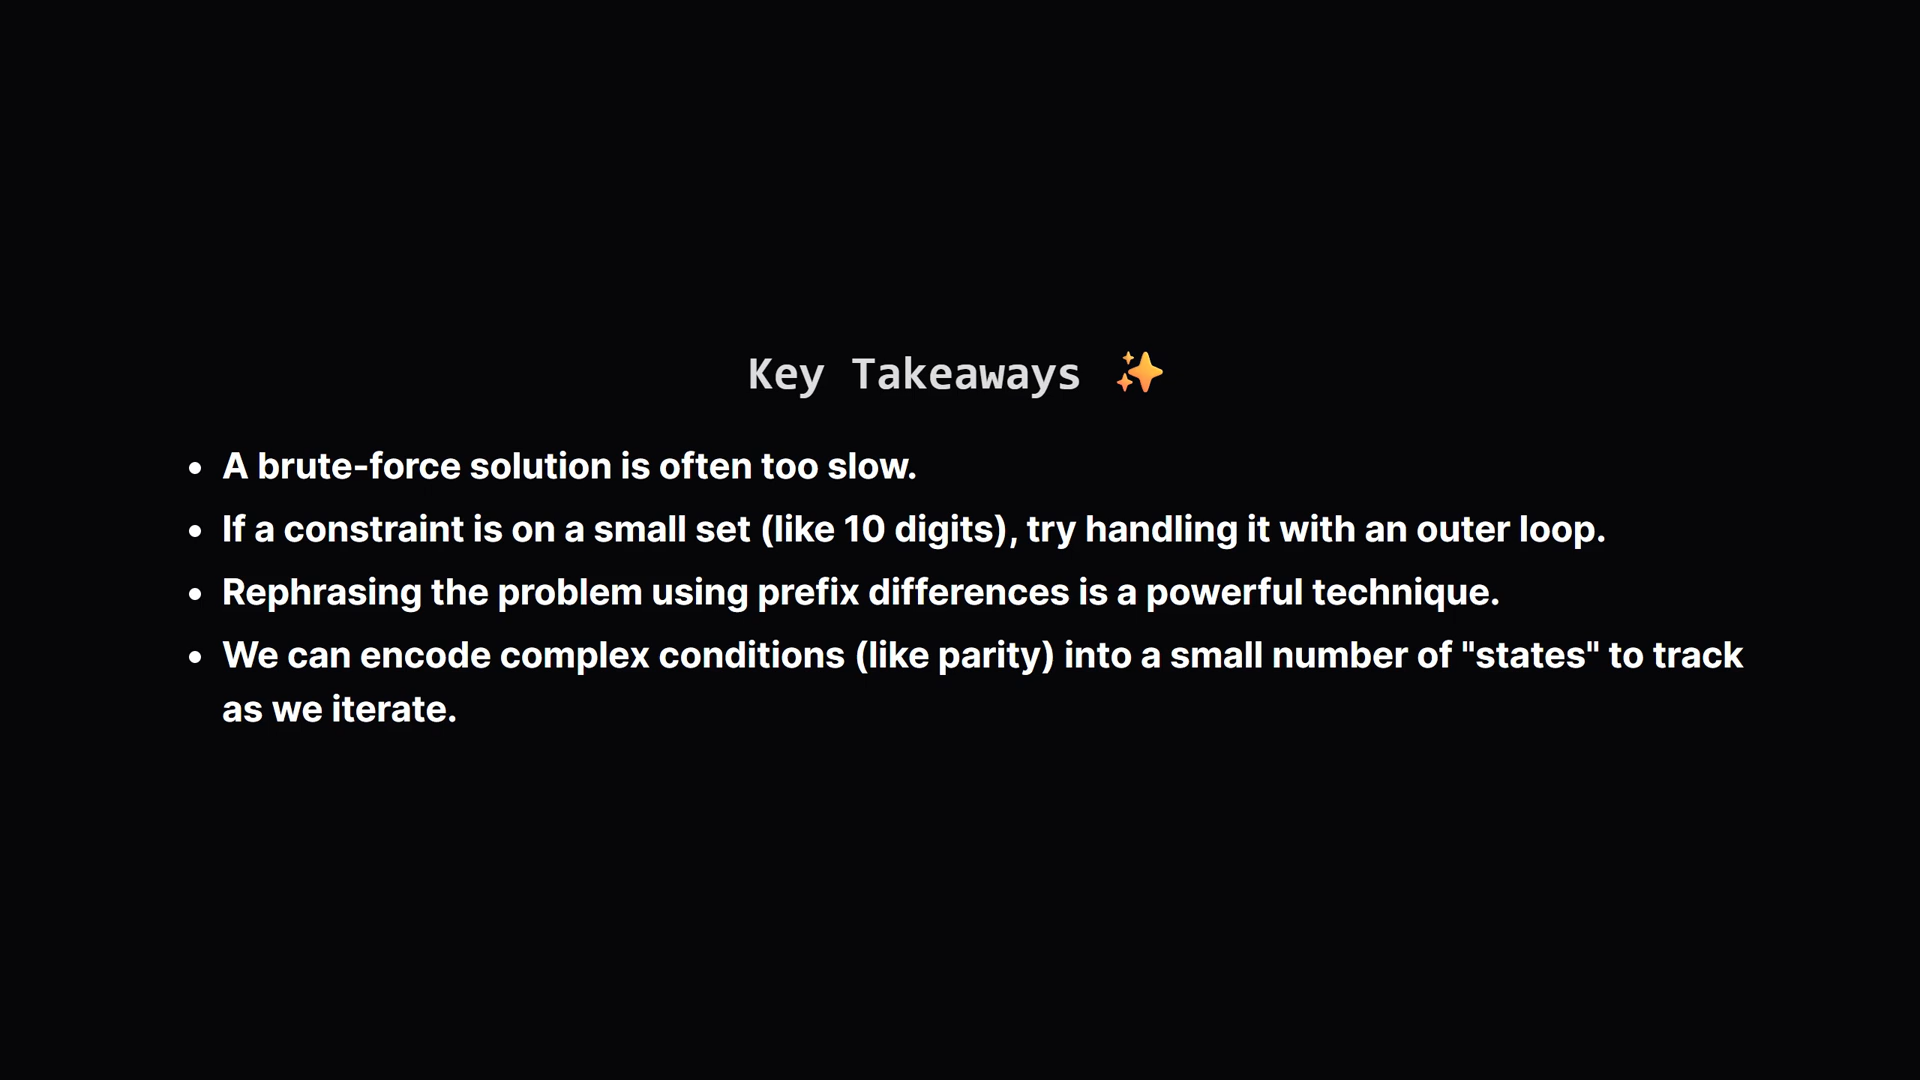 Key Takeaways ✨
• A brute-force solution is often too slow.
• If a constraint is on a small set (like 10 digits), try handling it with an outer loop.
• Rephrasing the problem using prefix differences is a powerful technique.
• We can encode complex conditions (like parity) into a small number of "states" to track
as we iterate.